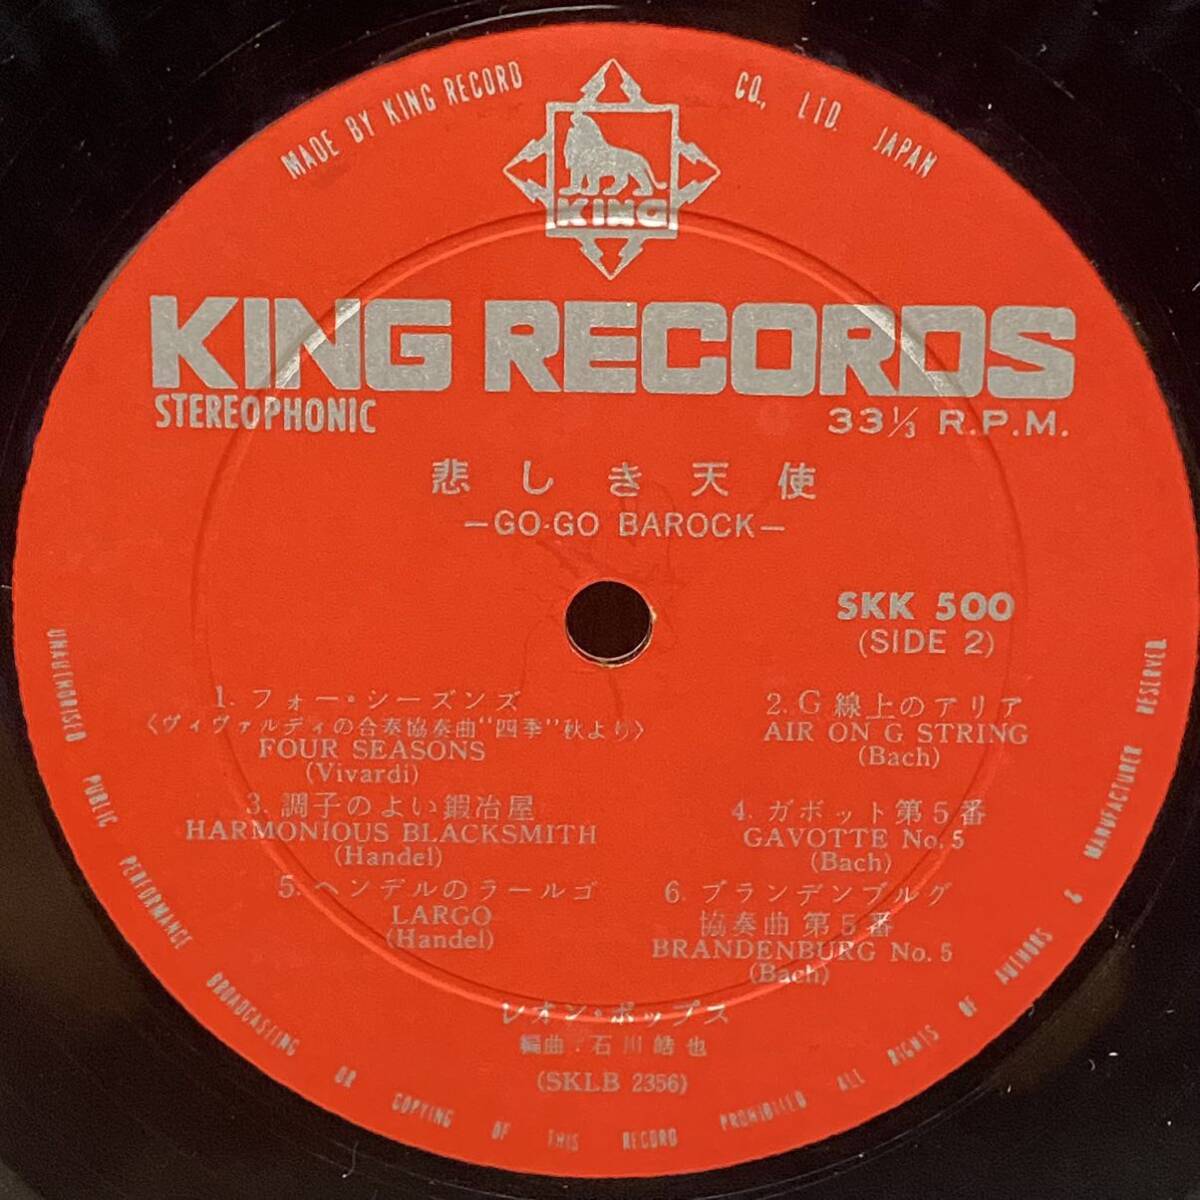 MADE BY KING RECORD CO., LTD. JAPAN
KING
KING RECORDS
STEREOPHONIC
33 1/3 R.P.M.
悲しき天使
—GO-GO BAROCK—
SKK 500
(SIDE 2)
1. フォー・シーズンズ
〈ヴィヴァルディの合奏協奏曲“四季”秋より〉
FOUR SEASONS
(Vivardi)
2. G線上のアリア
AIR ON G STRING
(Bach)
3. 調子のよい鍛冶屋
HARMONIOUS BLACKSMITH
(Handel)
4. ガボット第5番
GAVOTTE No. 5
(Bach)
5. ヘンデルのラールゴ
LARGO
(Handel)
6. ブランデンブルグ
協奏曲第5番
BRANDENBURG No. 5
(Bach)
レオン・ポップス
編曲：石川皓也
(SKLB 2356)
UNAUTHORISED PUBLIC PERFORMANCE BROADCASTING OR COPYING OF THIS RECORD PROHIBITED ALL RIGHTS OF AUTHORS & MANUFACTURER RESERVED